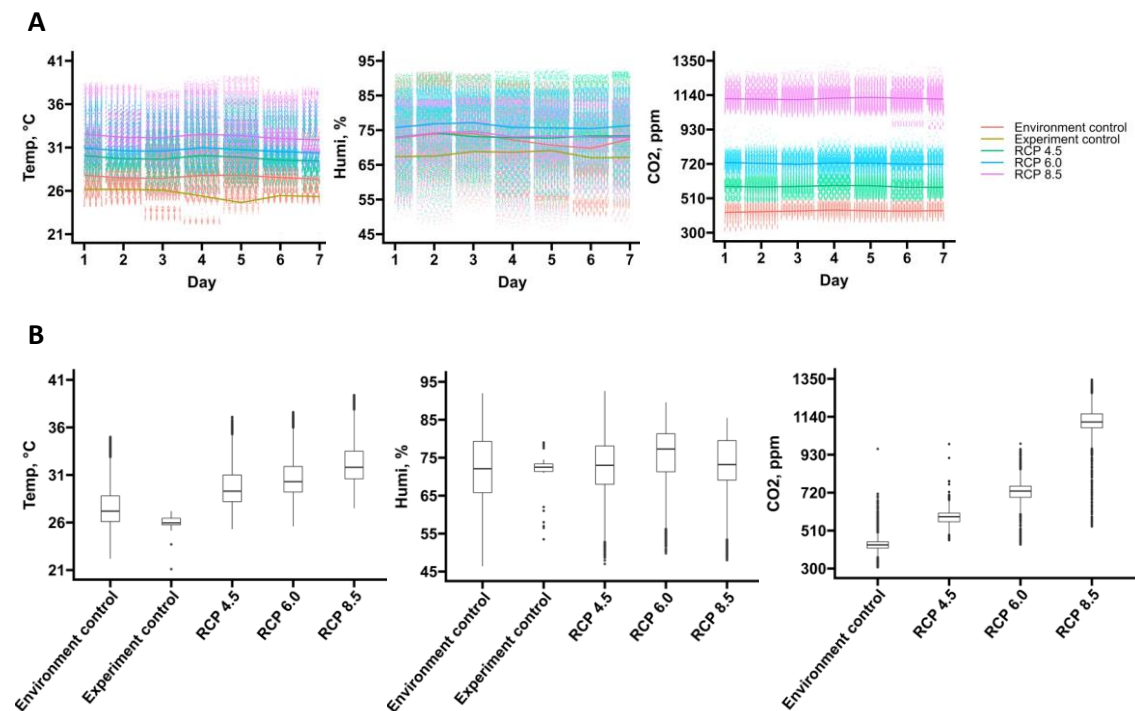 A
Temp, °C
41
36
31
26
21
1 2 3 4 5 6 7
Day
Humi, %
95
85
75
65
55
45
1 2 3 4 5 6 7
Day
CO2, ppm
1350
1140
930
720
510
300
1 2 3 4 5 6 7
Day
Environment control
Experiment control
RCP 4.5
RCP 6.0
RCP 8.5
B
Temp, °C
41
36
31
26
21
Environment control
Experiment control
RCP 4.5
RCP 6.0
RCP 8.5
Humi, %
95
85
75
65
55
45
Environment control
Experiment control
RCP 4.5
RCP 6.0
RCP 8.5
CO2, ppm
1350
1140
930
720
510
300
Environment control
RCP 4.5
RCP 6.0
RCP 8.5